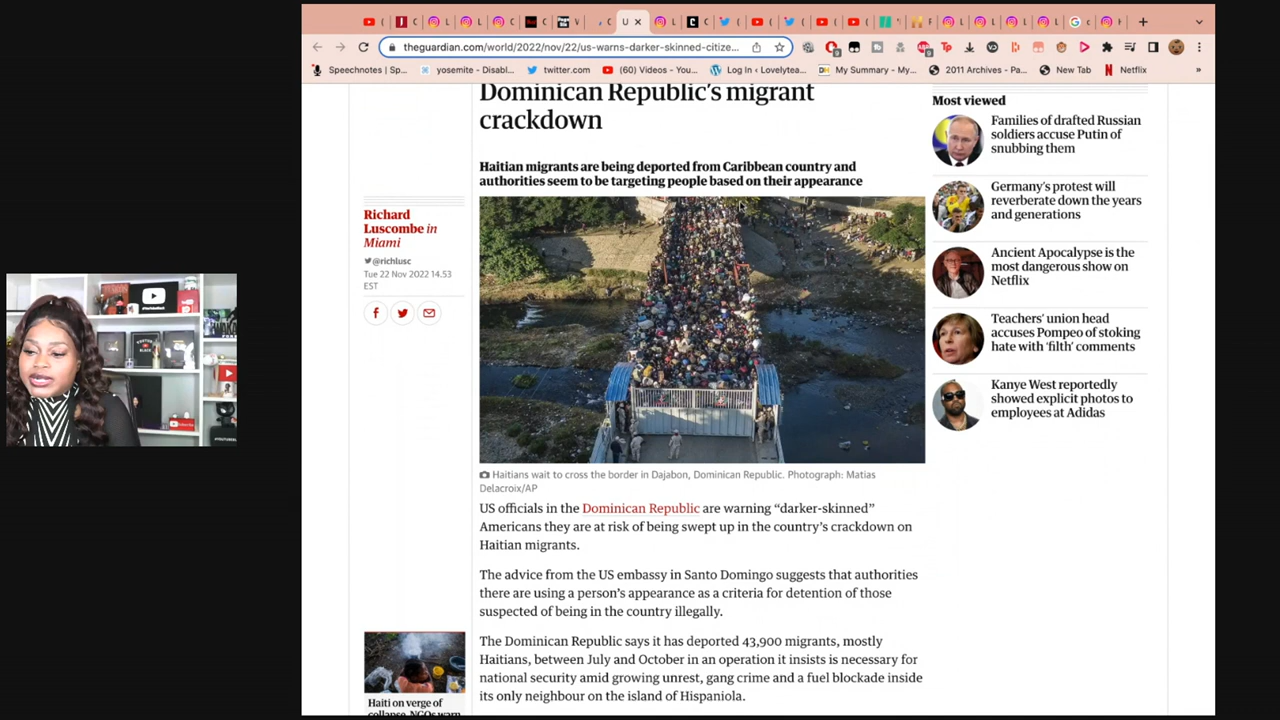 theguardian.com/world/2022/nov/22/us-warns-darker-skinned-citize...
Speechnotes | Sp...
yosemite - Disabl...
twitter.com
(60) Videos - You...
Log In ‹ Lovelytea...
My Summary - My...
2011 Archives - Pa...
New Tab
Netflix
»
Dominican Republic's migrant
crackdown
Haitian migrants are being deported from Caribbean country and
authorities seem to be targeting people based on their appearance
Richard
Luscombe in
Miami
@richlusc
Tue 22 Nov 2022 14.53
EST
Haitians wait to cross the border in Dajabon, Dominican Republic. Photograph: Matias
Delacroix/AP
US officials in the Dominican Republic are warning “darker-skinned”
Americans they are at risk of being swept up in the country's crackdown on
Haitian migrants.
The advice from the US embassy in Santo Domingo suggests that authorities
there are using a person's appearance as a criteria for detention of those
suspected of being in the country illegally.
The Dominican Republic says it has deported 43,900 migrants, mostly
Haitians, between July and October in an operation it insists is necessary for
national security amid growing unrest, gang crime and a fuel blockade inside
its only neighbour on the island of Hispaniola.
Haiti on verge of
collapse, NGOs warn
Most viewed
Families of drafted Russian
soldiers accuse Putin of
snubbing them
Germany's protest will
reverberate down the years
and generations
Ancient Apocalypse is the
most dangerous show on
Netflix
Teachers' union head
accuses Pompeo of stoking
hate with ‘filth’ comments
Kanye West reportedly
showed explicit photos to
employees at Adidas